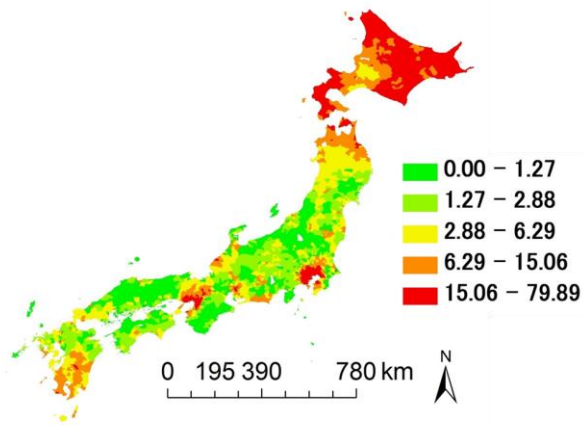 0.00 – 1.27
1.27 – 2.88
2.88 – 6.29
6.29 – 15.06
15.06 – 79.89
0 195 390 780 km
N